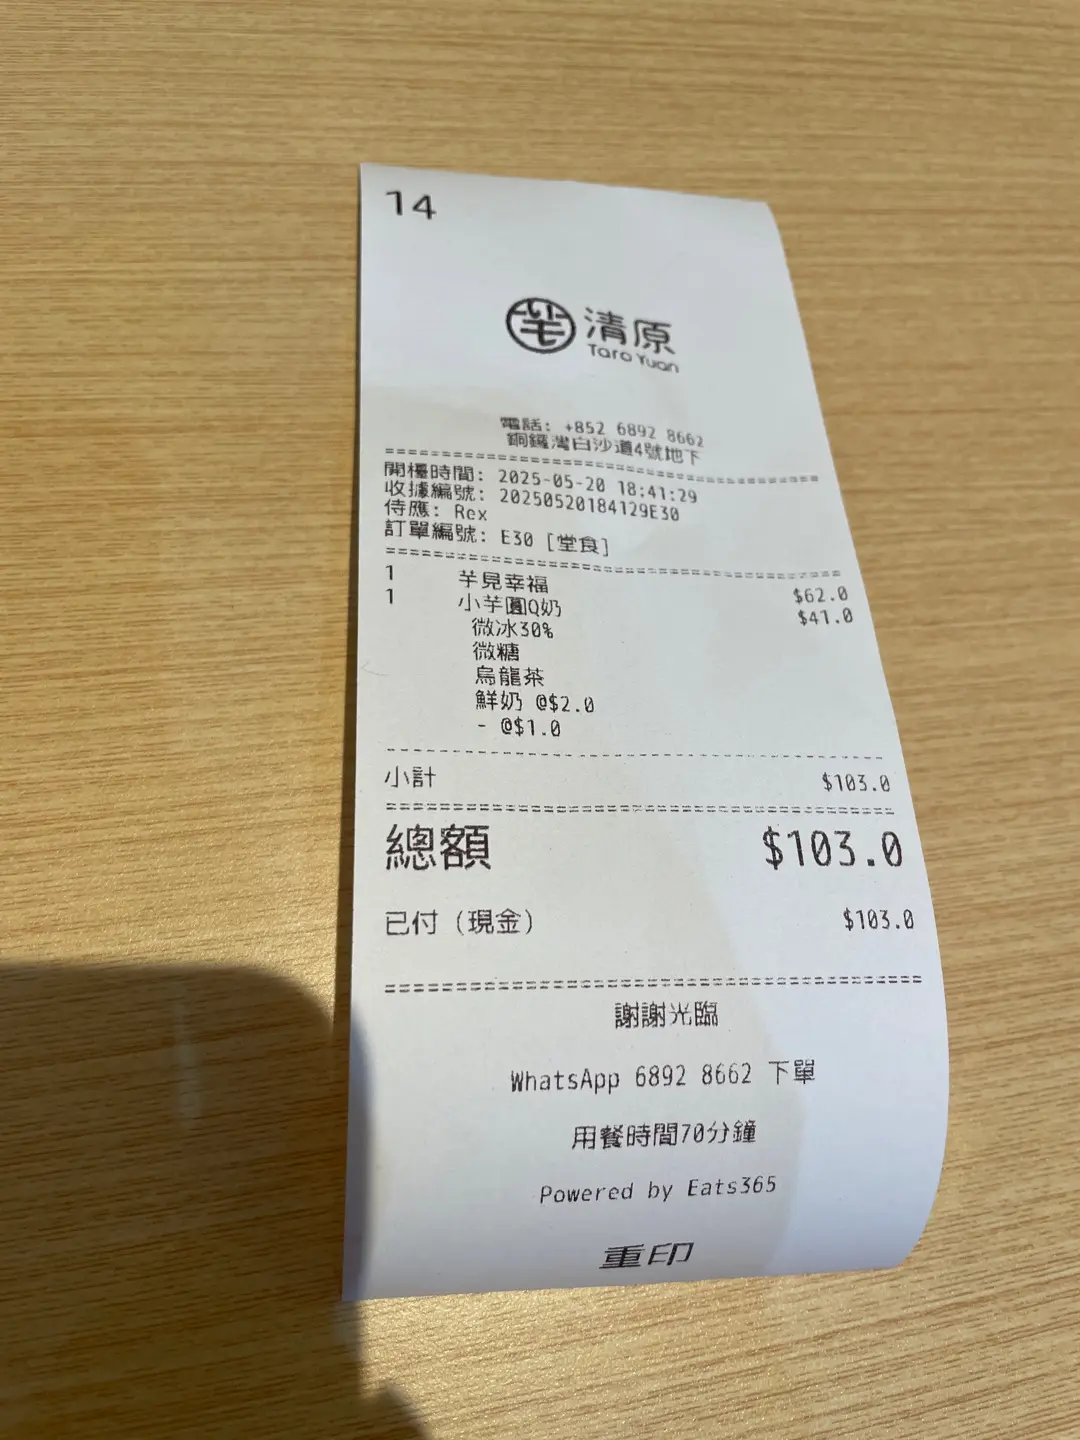 14
芋 清原
Taro Yuan
電話: +852 6892 8662
銅鑼灣白沙道4號地下
開檯時間: 2025-05-20 18:41:29
收據編號: 20250520184129E30
侍應: Rex
訂單編號: E30 [堂食]
1 芋見幸福 $62.0
1 小芋圓Q奶 $41.0
微冰30%
微糖
烏龍茶
鮮奶 @$2.0
- @$1.0
小計 $103.0
總額 $103.0
已付 (現金) $103.0
謝謝光臨
WhatsApp 6892 8662 下單
用餐時間70分鐘
Powered by Eats365
重印